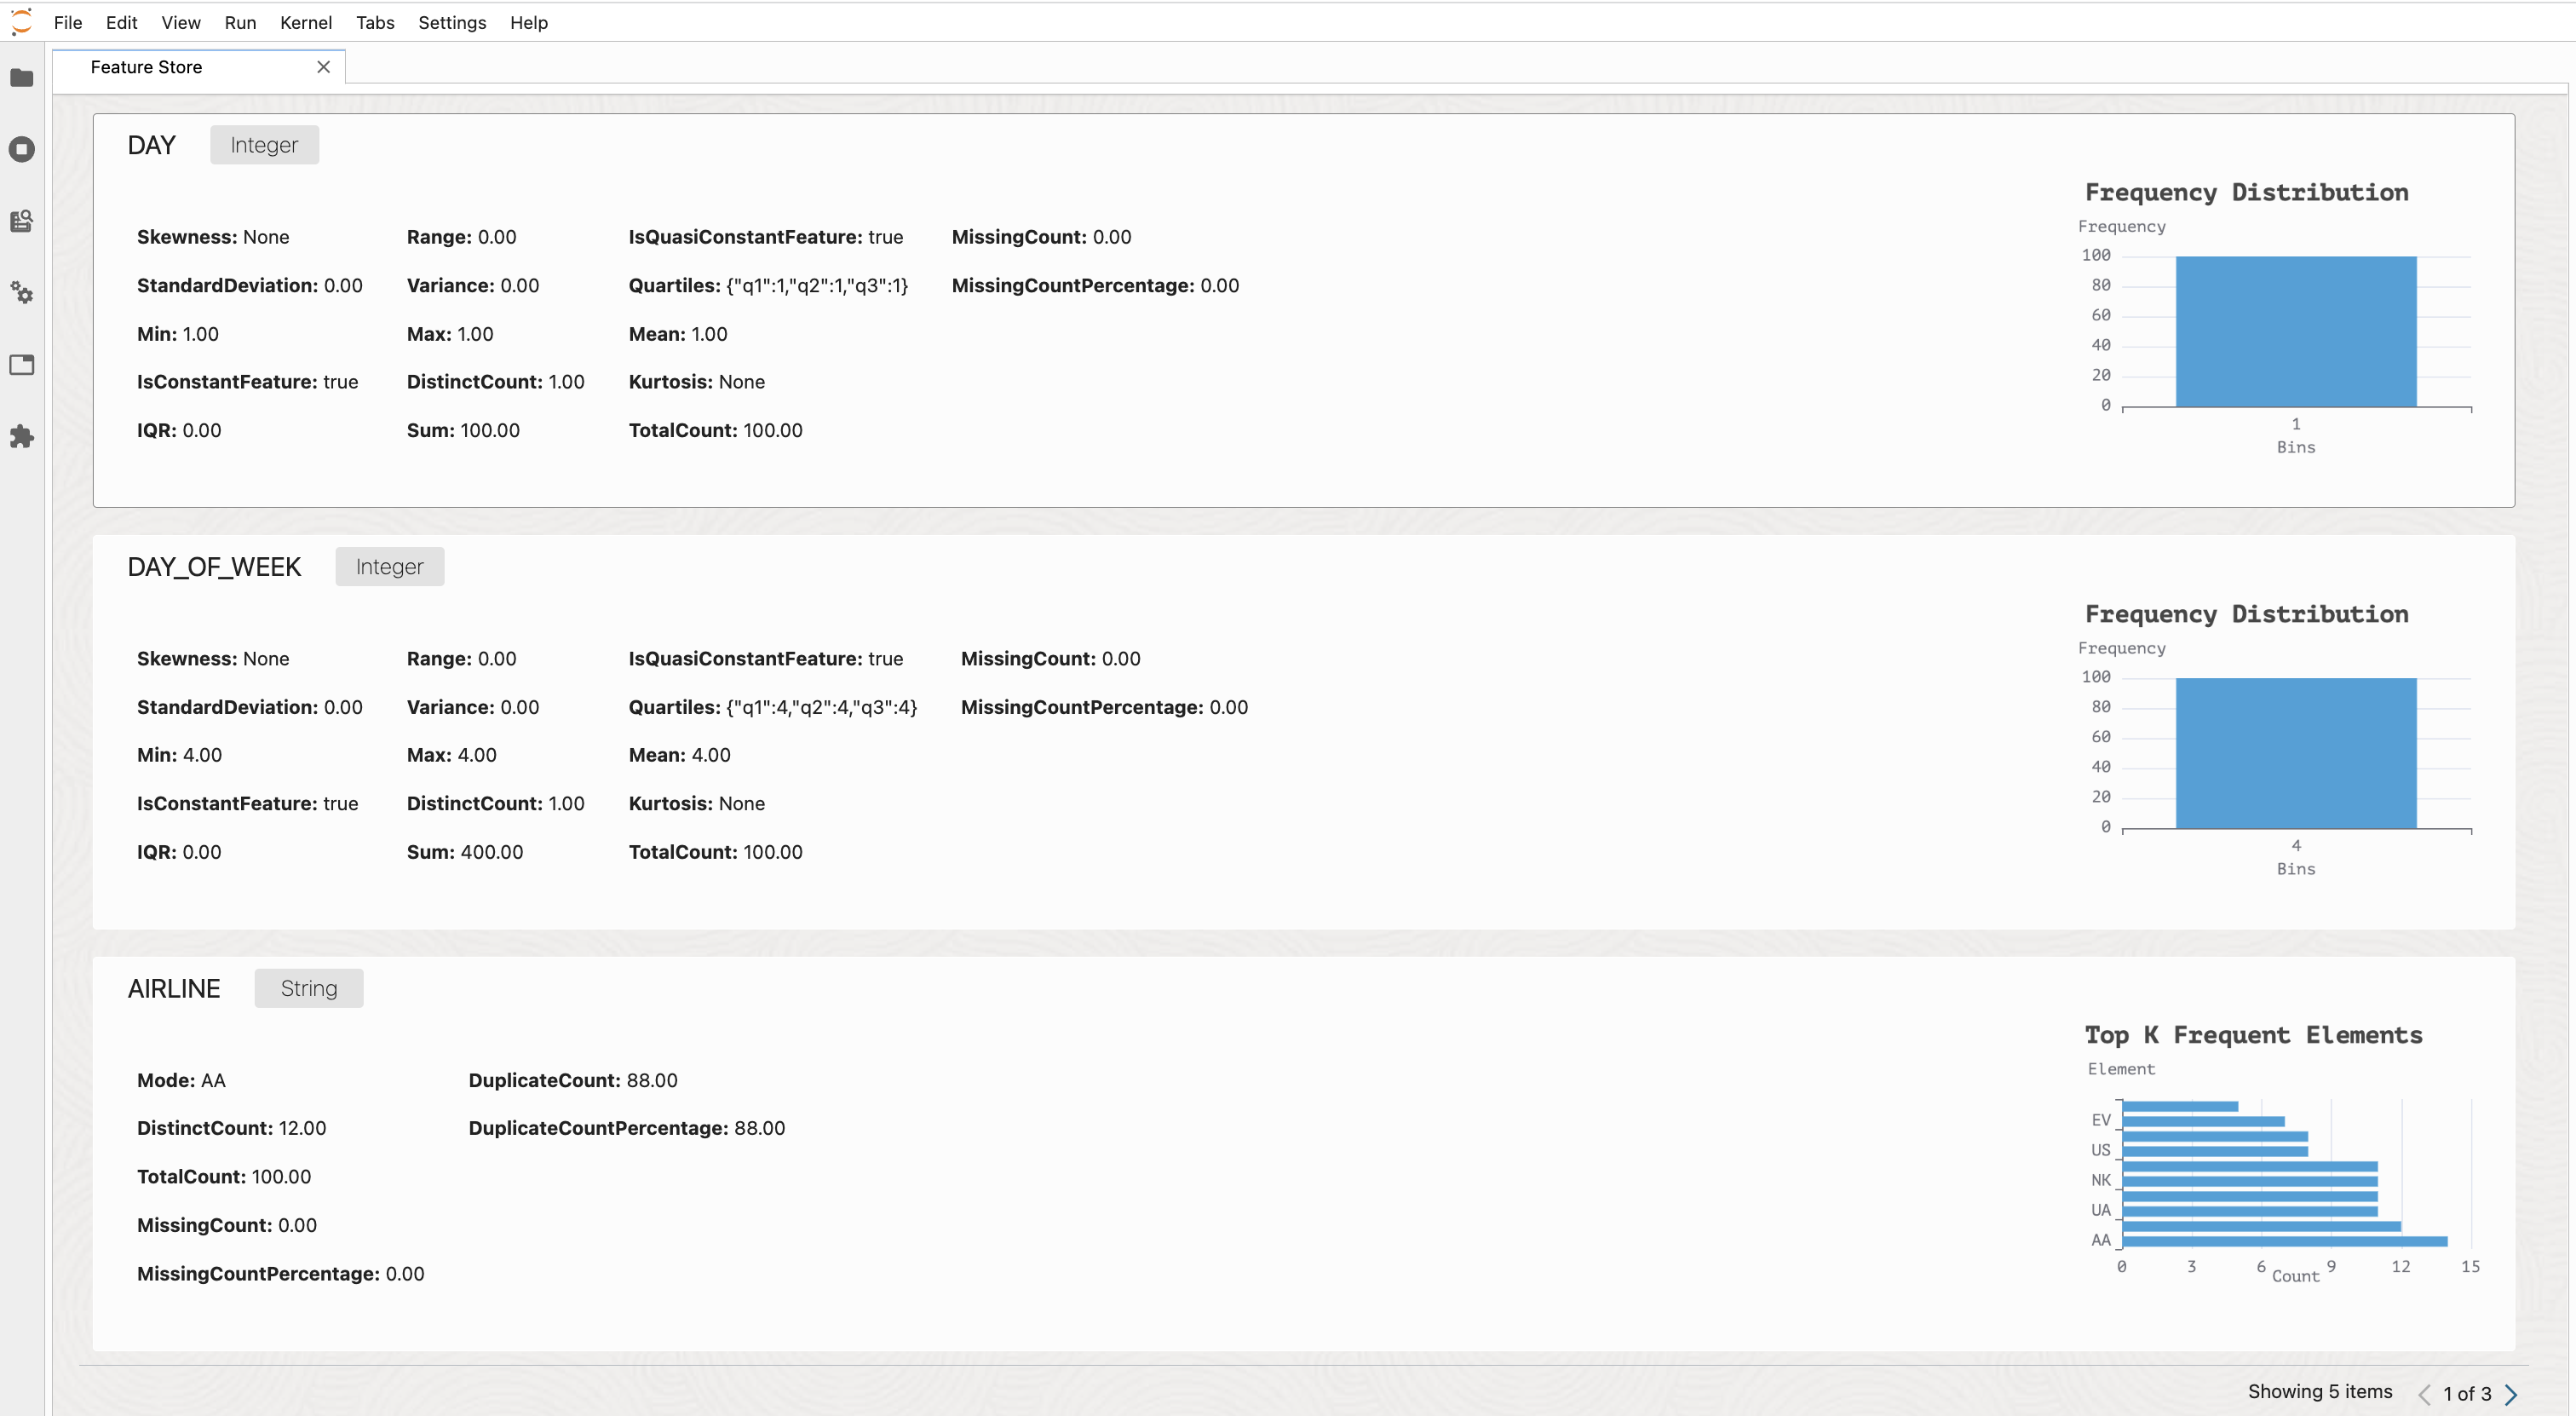 File Edit View Run Kernel Tabs Settings Help
Feature Store
DAY Integer
Skewness: None Range: 0.00 IsQuasiConstantFeature: true MissingCount: 0.00
StandardDeviation: 0.00 Variance: 0.00 Quartiles: {"q1":1,"q2":1,"q3":1} MissingCountPercentage: 0.00
Min: 1.00 Max: 1.00 Mean: 1.00
IsConstantFeature: true DistinctCount: 1.00 Kurtosis: None
IQR: 0.00 Sum: 100.00 TotalCount: 100.00
Frequency Distribution
Frequency
100
80
60
40
20
0
1
Bins
DAY_OF_WEEK Integer
Skewness: None Range: 0.00 IsQuasiConstantFeature: true MissingCount: 0.00
StandardDeviation: 0.00 Variance: 0.00 Quartiles: {"q1":4,"q2":4,"q3":4} MissingCountPercentage: 0.00
Min: 4.00 Max: 4.00 Mean: 4.00
IsConstantFeature: true DistinctCount: 1.00 Kurtosis: None
IQR: 0.00 Sum: 400.00 TotalCount: 100.00
Frequency Distribution
Frequency
100
80
60
40
20
0
4
Bins
AIRLINE String
Mode: AA DuplicateCount: 88.00
DistinctCount: 12.00 DuplicateCountPercentage: 88.00
TotalCount: 100.00
MissingCount: 0.00
MissingCountPercentage: 0.00
Top K Frequent Elements
Element
EV
US
NK
UA
AA
0 3 6 9 12 15
Count
Showing 5 items 1 of 3